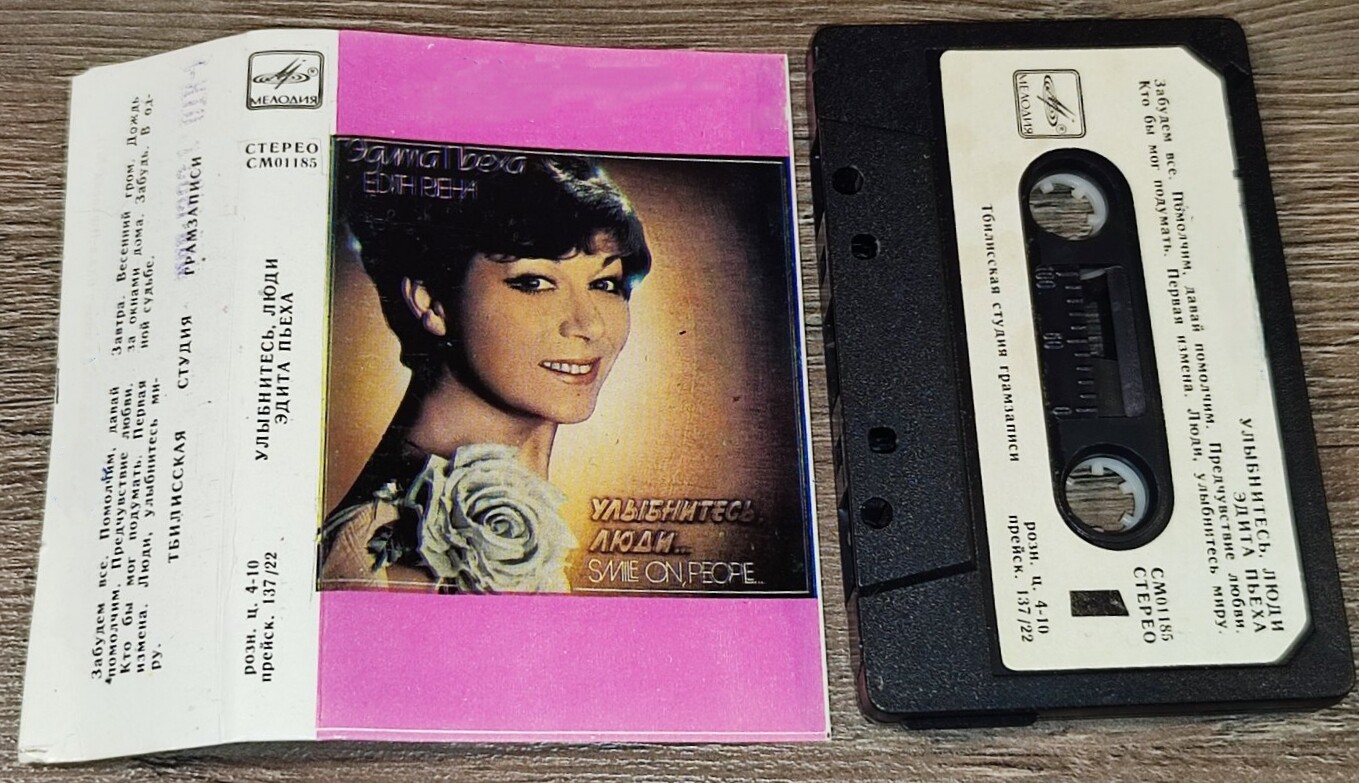 Забудем все. Помолчим, давай
помолчим. Предчувствие любви.
Кто бы мог подумать. Первая
измена. Люди, улыбнитесь ми-
ру.
Завтра. Весенний гром. Дождь
за окнами дома. Забудь. В од-
ной судьбе.
ТБИЛИССКАЯ СТУДИЯ ГРАМЗАПИСИ
МЕЛОДИЯ
СТЕРЕО
СМ01185
УЛЫБНИТЕСЬ, ЛЮДИ
ЭДИТА ПЬЕХА
розн. ц. 4-10
прейск. 137/22
Эдита Пьеха
EDITH PIEHA
УЛЫБНИТЕСЬ,
ЛЮДИ...
SMILE ON, PEOPLE...
МЕЛОДИЯ
УЛЫБНИТЕСЬ, ЛЮДИ
ЭДИТА ПЬЕХА
СМ01185
СТЕРЕО
Забудем все. Помолчим, давай помолчим. Предчувствие любви.
Кто бы мог подумать. Первая измена. Люди, улыбнитесь миру.
100 50 0
розн. ц. 4-10
прейск. 137/22
Тбилисская студия грамзаписи